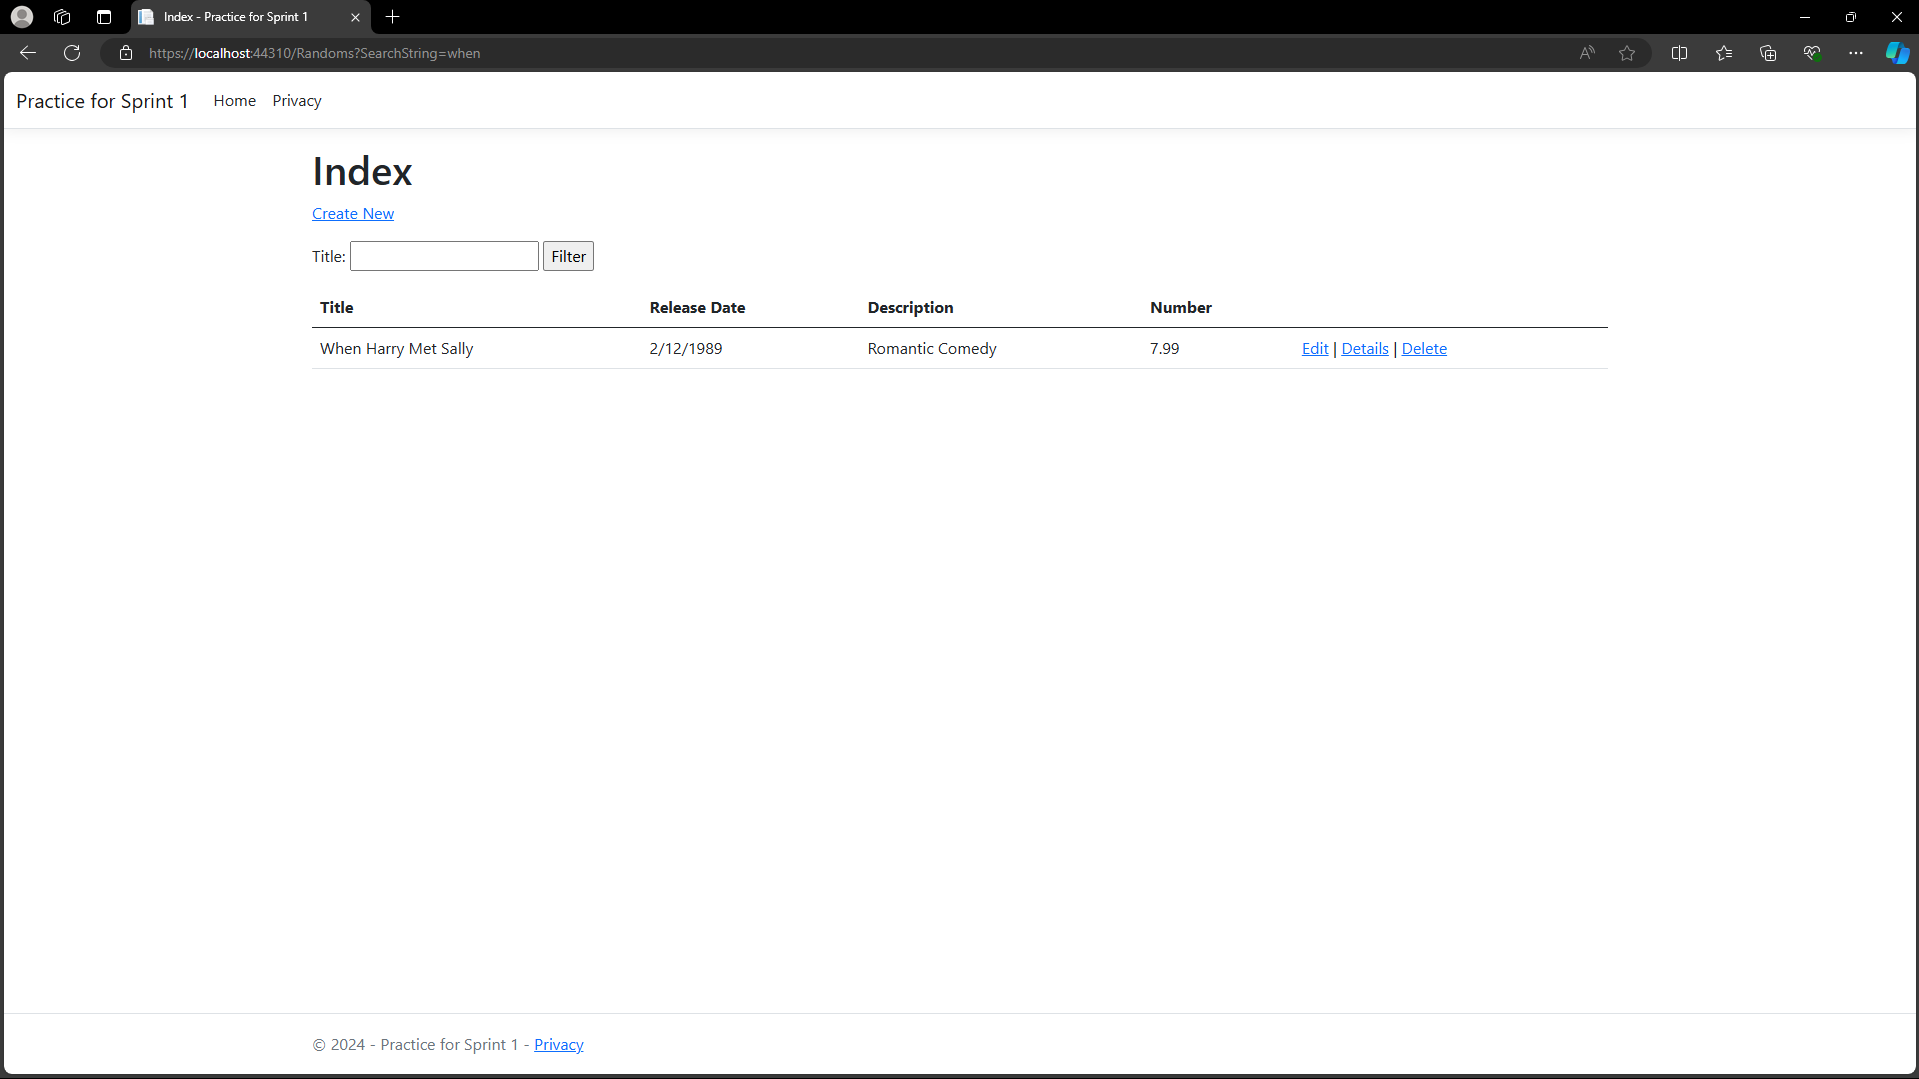 Index - Practice for Sprint 1
https://localhost:44310/Randoms?SearchString=when
Practice for Sprint 1 Home Privacy
Index
Create New
Title: Filter
Title Release Date Description Number
When Harry Met Sally 2/12/1989 Romantic Comedy 7.99 Edit | Details | Delete
© 2024 - Practice for Sprint 1 - Privacy